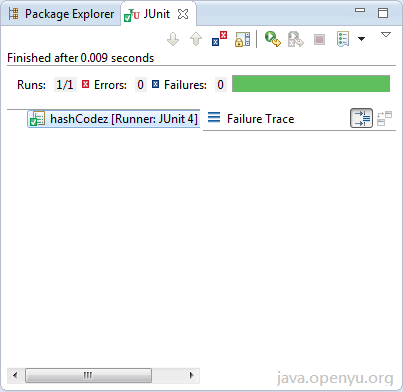 Package Explorer JUnit
Finished after 0.009 seconds
Runs: 1/1 Errors: 0 Failures: 0
hashCodez [Runner: JUnit 4] Failure Trace
java.openyu.org